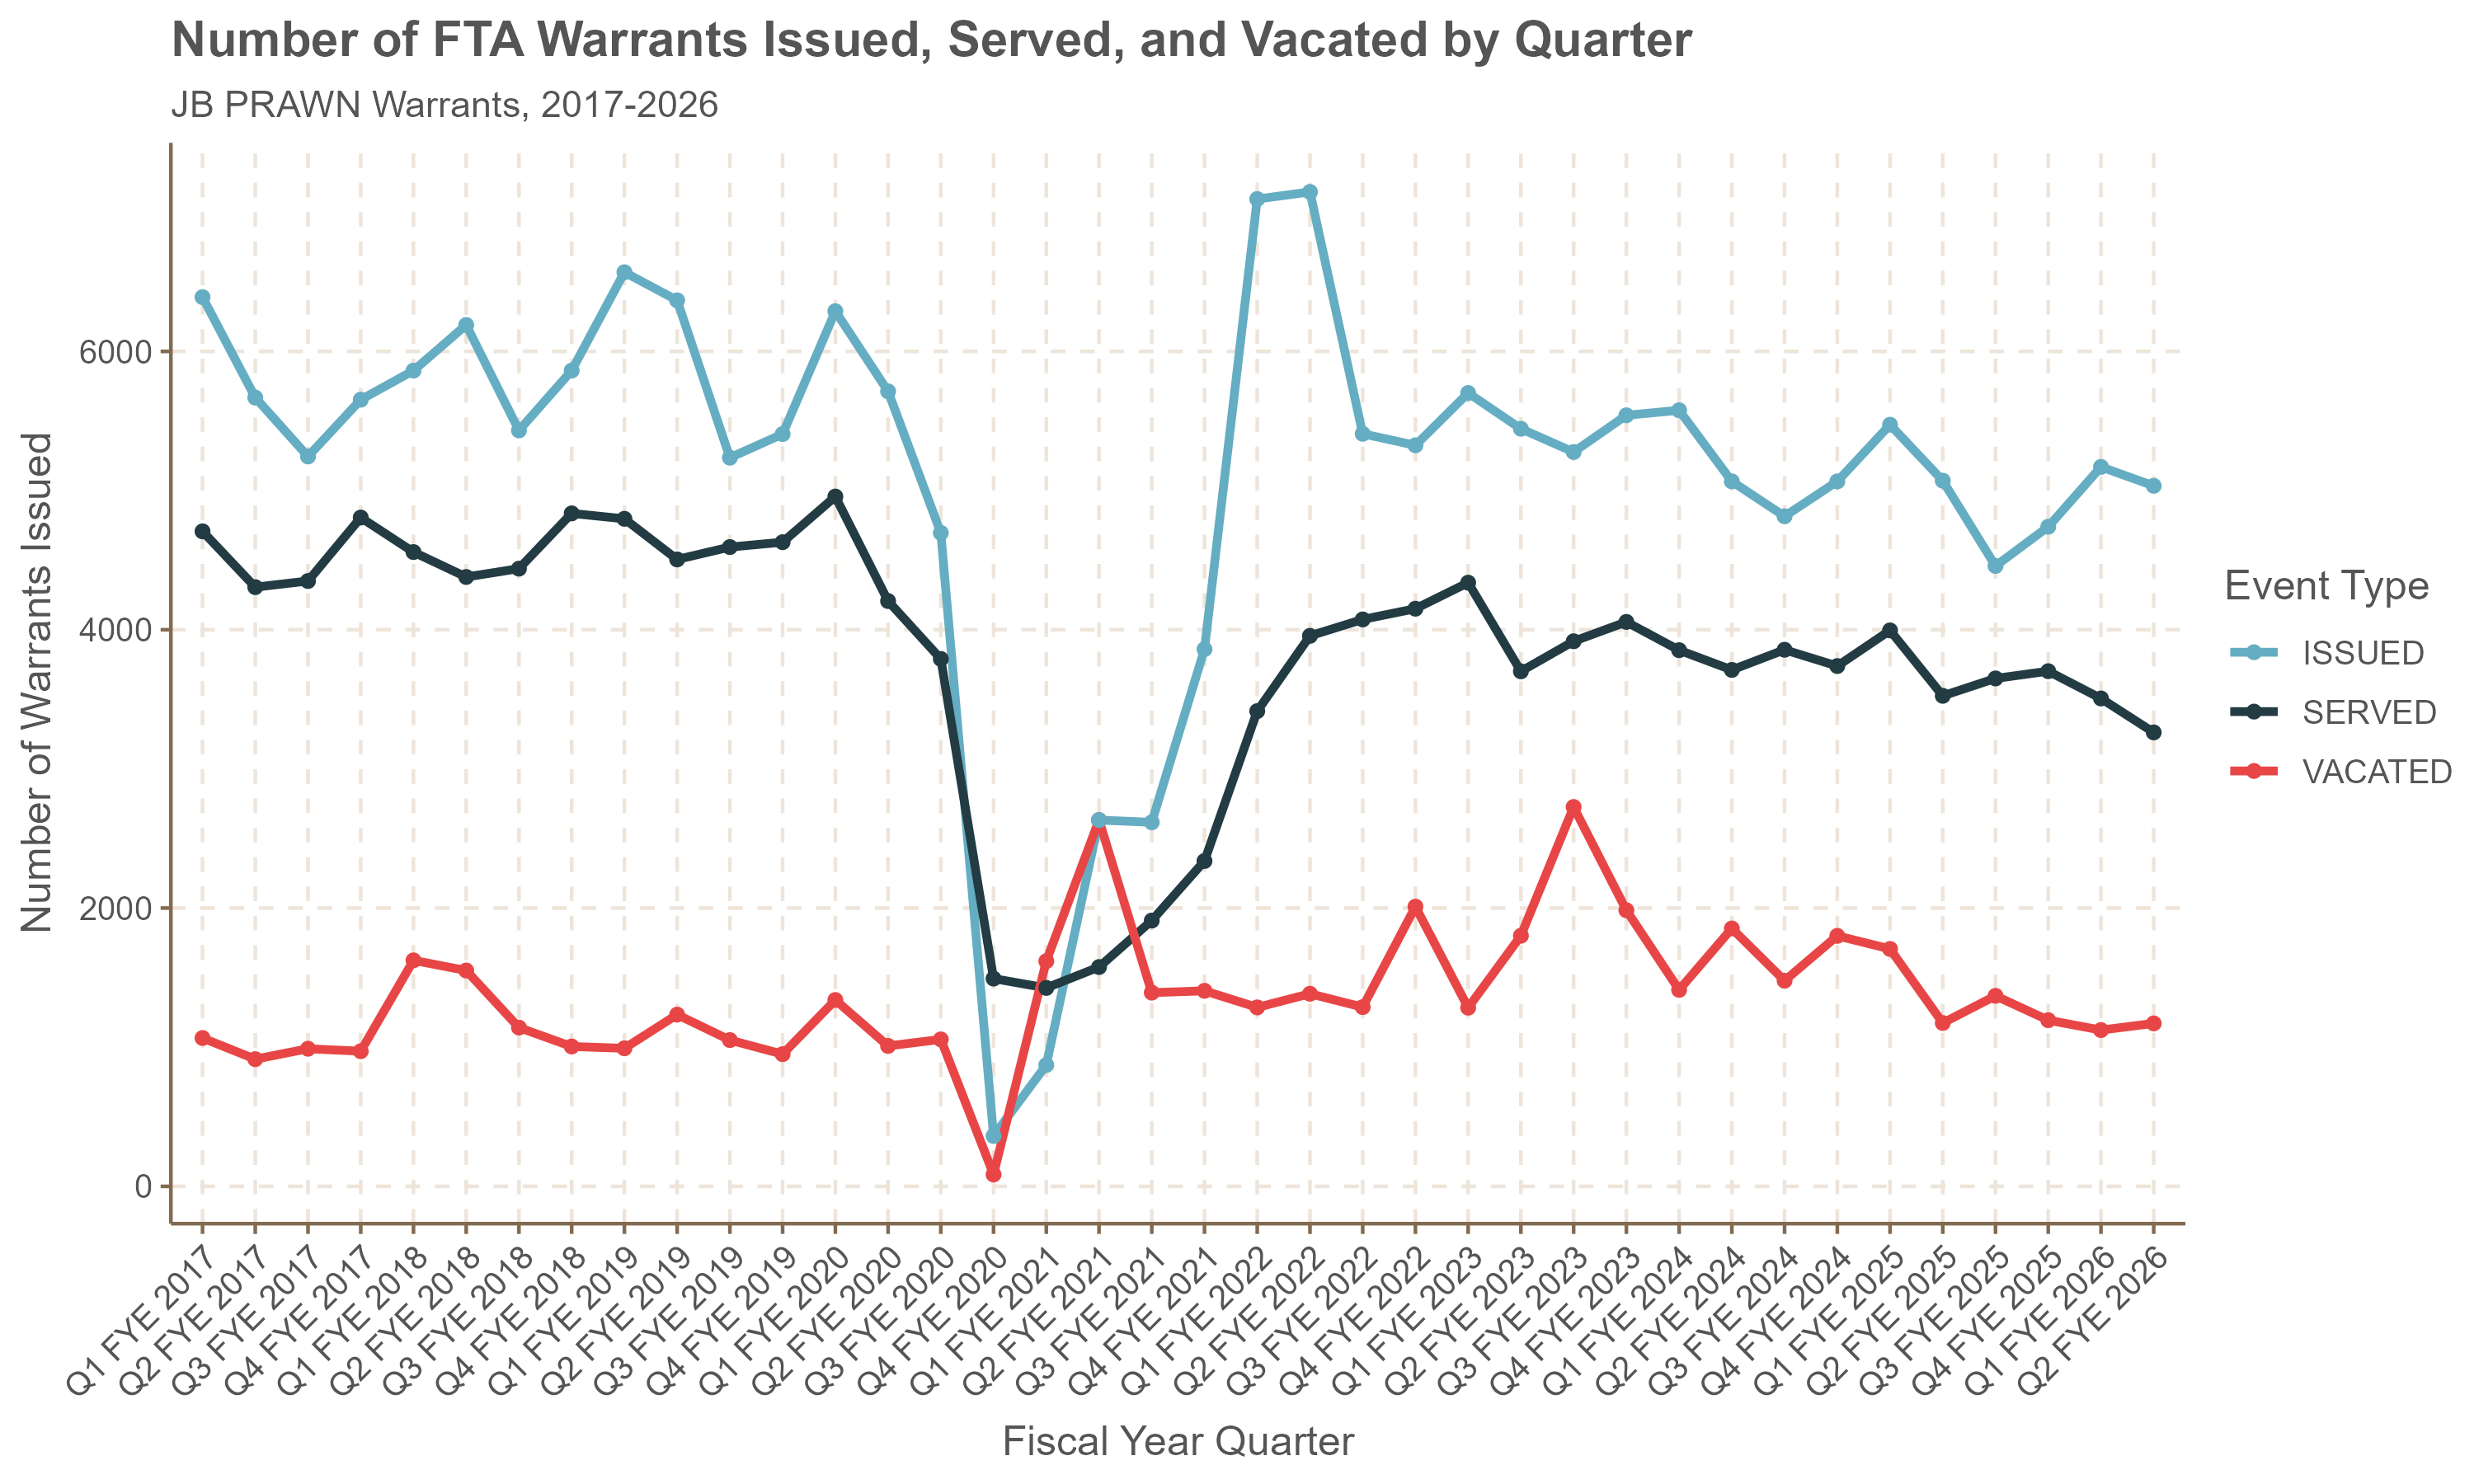 Number of FTA Warrants Issued, Served, and Vacated by Quarter
JB PRAWN Warrants, 2017-2026
Number of Warrants Issued
6000
4000
2000
0
Q1 FYE 2017
Q2 FYE 2017
Q3 FYE 2017
Q4 FYE 2017
Q1 FYE 2018
Q2 FYE 2018
Q3 FYE 2018
Q4 FYE 2018
Q1 FYE 2019
Q2 FYE 2019
Q3 FYE 2019
Q4 FYE 2019
Q1 FYE 2020
Q2 FYE 2020
Q3 FYE 2020
Q4 FYE 2020
Q1 FYE 2021
Q2 FYE 2021
Q3 FYE 2021
Q4 FYE 2021
Q1 FYE 2022
Q2 FYE 2022
Q3 FYE 2022
Q4 FYE 2022
Q1 FYE 2023
Q2 FYE 2023
Q3 FYE 2023
Q4 FYE 2023
Q1 FYE 2024
Q2 FYE 2024
Q3 FYE 2024
Q4 FYE 2024
Q1 FYE 2025
Q2 FYE 2025
Q3 FYE 2025
Q4 FYE 2025
Q1 FYE 2026
Q2 FYE 2026
Fiscal Year Quarter
Event Type
ISSUED
SERVED
VACATED